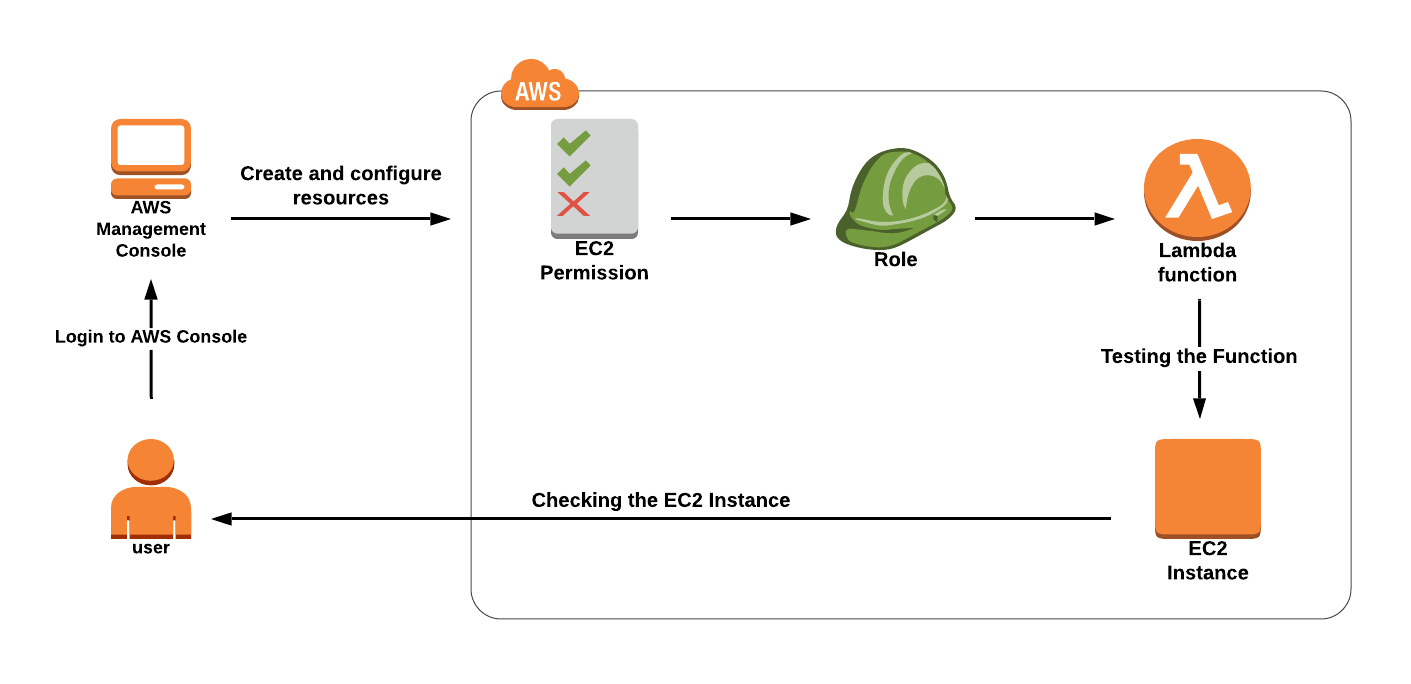 AWS
AWS
Management
Console
Create and configure
resources
EC2
Permission
Role
Lambda
function
Login to AWS Console
Testing the Function
Checking the EC2 Instance
user
EC2
Instance